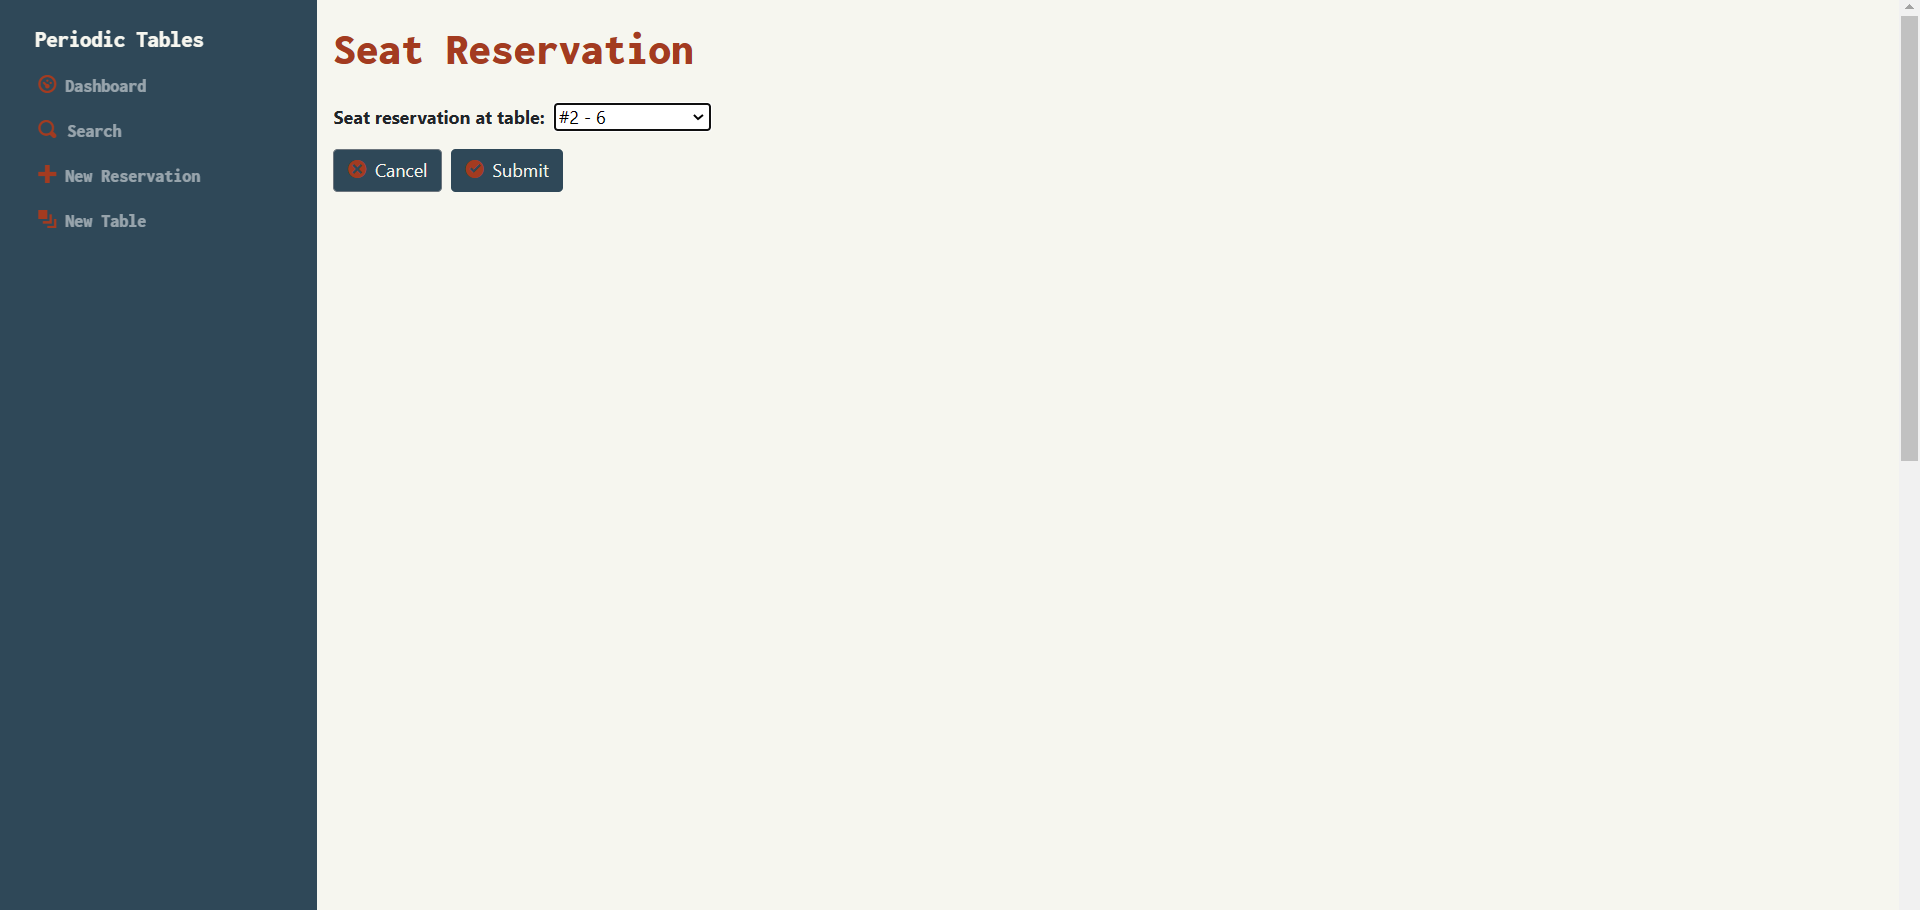 Periodic Tables
Dashboard
Search
New Reservation
New Table
Seat Reservation
Seat reservation at table: #2 - 6
Cancel Submit